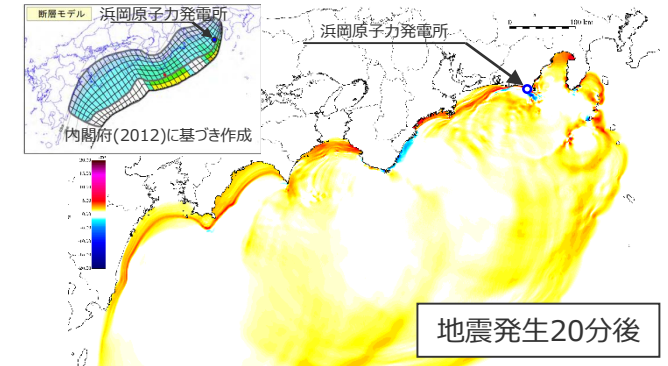 断層モデル
浜岡原子力発電所
内閣府(2012)に基づき作成
浜岡原子力発電所
0 100 km
地震発生20分後